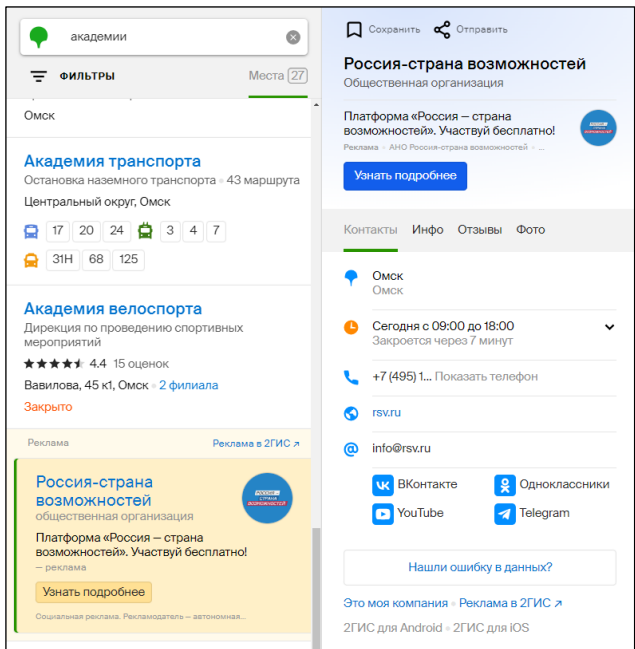 академии
ФИЛЬТРЫ
Места 27
Омск
Академия транспорта
Остановка наземного транспорта • 43 маршрута
Центральный округ, Омск
17 20 24 3 4 7
31Н 68 125
Академия велоспорта
Дирекция по проведению спортивных
мероприятий
4.4 15 оценок
Вавилова, 45 к1, Омск • 2 филиала
Закрыто
Реклама
Реклама в 2ГИС ↗
Россия-страна
возможностей
общественная организация
Платформа «Россия — страна
возможностей». Участвуй бесплатно!
— реклама
Узнать подробнее
Социальная реклама. Рекламодатель — автономная...
РОССИЯ —
СТРАНА
ВОЗМОЖНОСТЕЙ
Сохранить
Отправить
Россия-страна возможностей
Общественная организация
Платформа «Россия — страна
возможностей». Участвуй бесплатно!
Реклама • АНО Россия-страна возможностей • ...
Узнать подробнее
Контакты Инфо Отзывы Фото
Омск
Омск
Сегодня с 09:00 до 18:00
Закроется через 7 минут
+7 (495) 1... Показать телефон
rsv.ru
info@rsv.ru
ВКонтакте
Одноклассники
YouTube
Telegram
Нашли ошибку в данных?
Это моя компания • Реклама в 2ГИС ↗
2ГИС для Android • 2ГИС для iOS